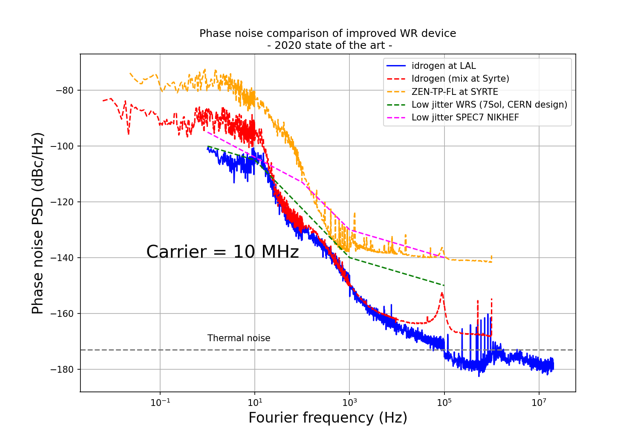 Phase noise comparison of improved WR device
- 2020 state of the art -
idrogen at LAL
Idrogen (mix at Syrte)
ZEN-TP-FL at SYRTE
Low jitter WRS (7Sol, CERN design)
Low jitter SPEC7 NIKHEF
Phase noise PSD (dBc/Hz)
−80
−100
−120
−140
−160
−180
Carrier = 10 MHz
Thermal noise
10⁻¹
10¹
10³
10⁵
10⁷
Fourier frequency (Hz)